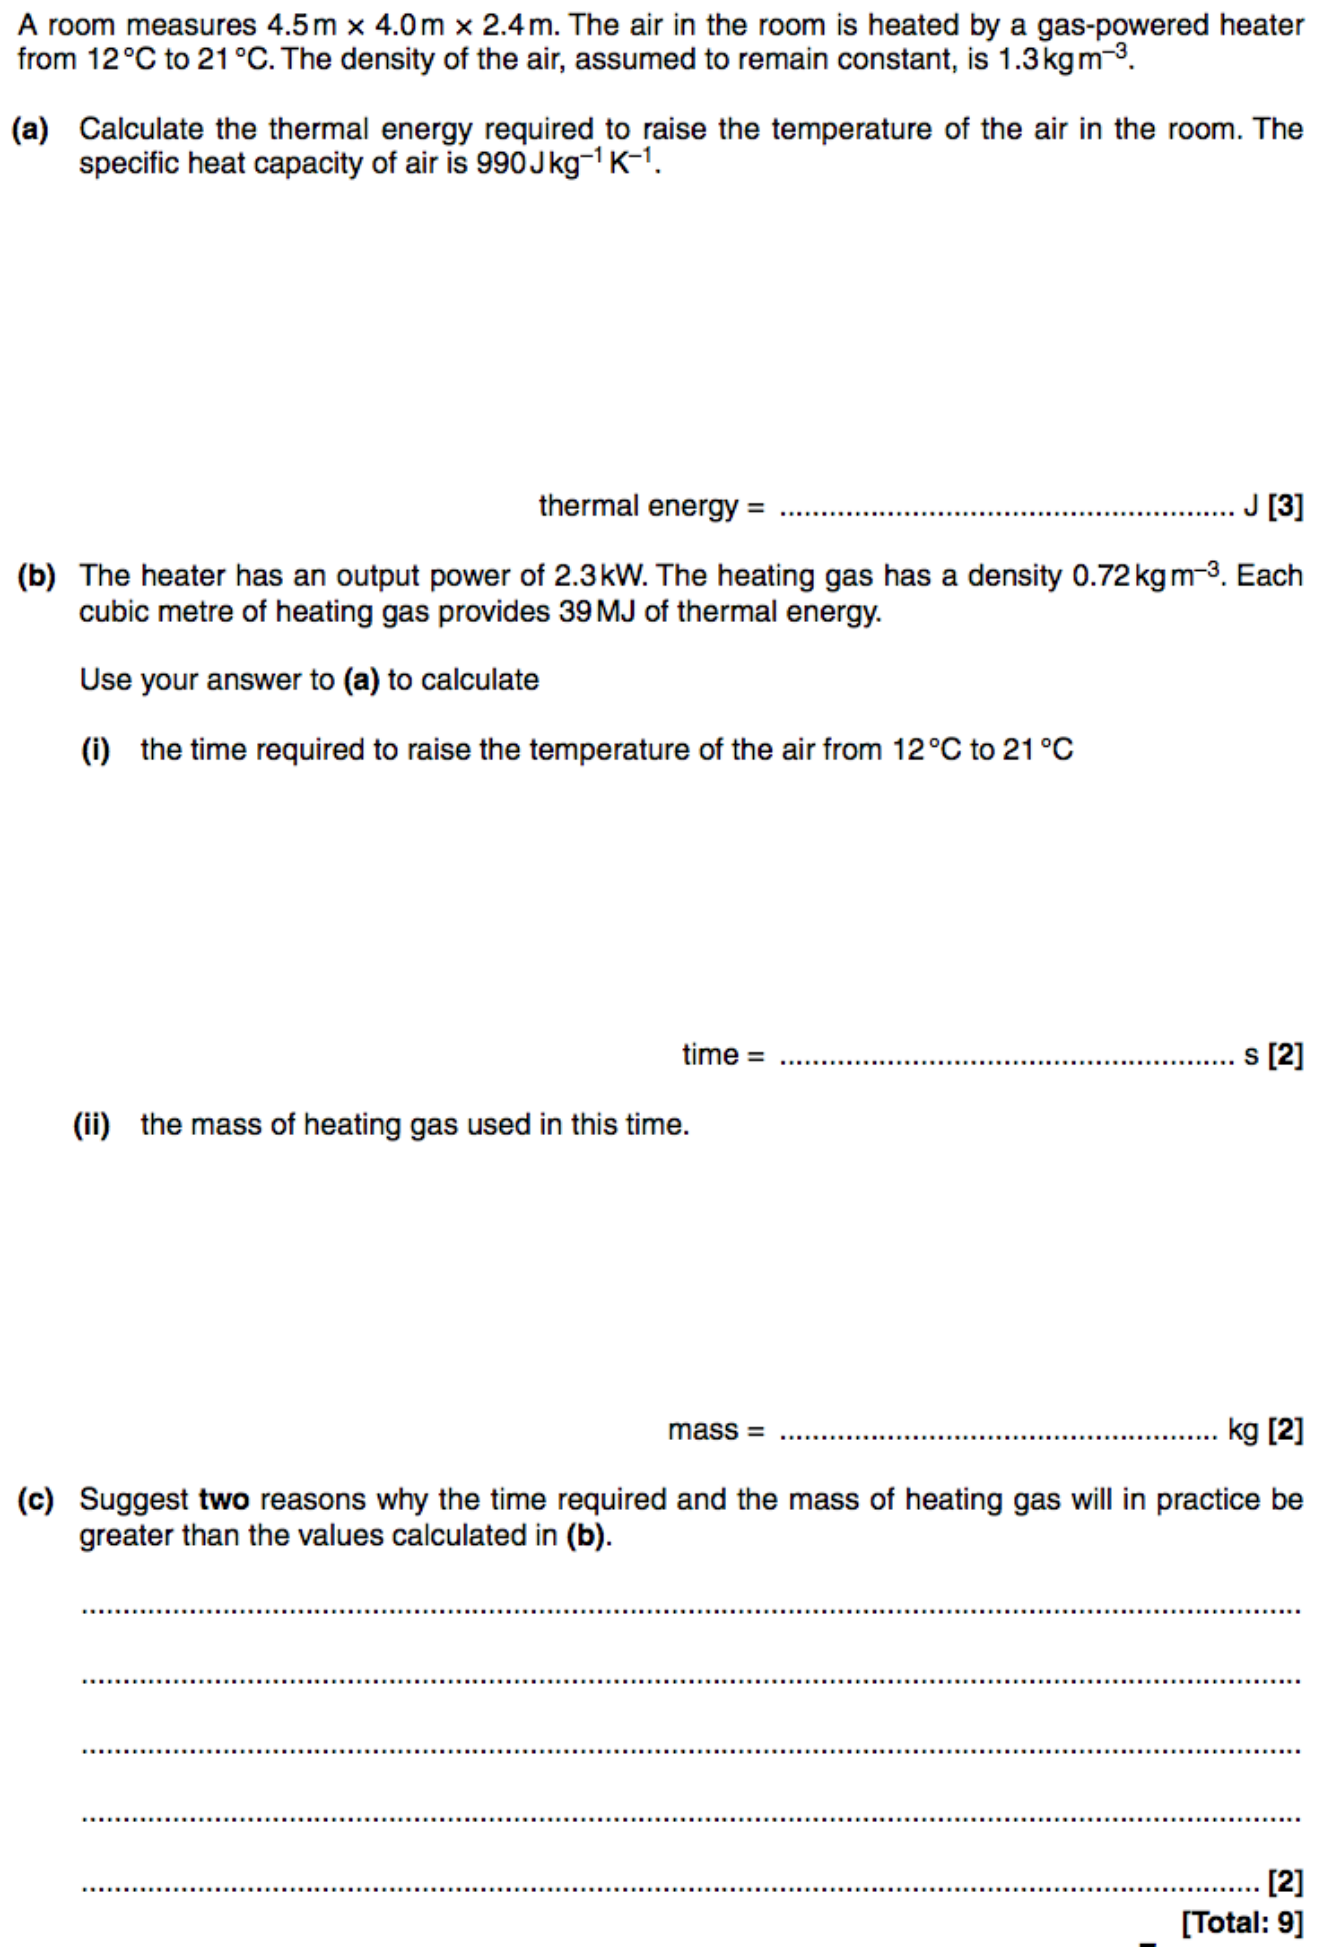 A room measures 4.5 m × 4.0 m × 2.4 m. The air in the room is heated by a gas-powered heater
from 12 °C to 21 °C. The density of the air, assumed to remain constant, is 1.3 kg m⁻³.
(a) Calculate the thermal energy required to raise the temperature of the air in the room. The
specific heat capacity of air is 990 J kg⁻¹ K⁻¹.
thermal energy = ....................................................... J [3]
(b) The heater has an output power of 2.3 kW. The heating gas has a density 0.72 kg m⁻³. Each
cubic metre of heating gas provides 39 MJ of thermal energy.
Use your answer to (a) to calculate
(i) the time required to raise the temperature of the air from 12 °C to 21 °C
time = ....................................................... s [2]
(ii) the mass of heating gas used in this time.
mass = ..................................................... kg [2]
(c) Suggest two reasons why the time required and the mass of heating gas will in practice be
greater than the values calculated in (b).
..........................................................................................................................................
..........................................................................................................................................
..........................................................................................................................................
..........................................................................................................................................
..................................................................................................................................... [2]
[Total: 9]